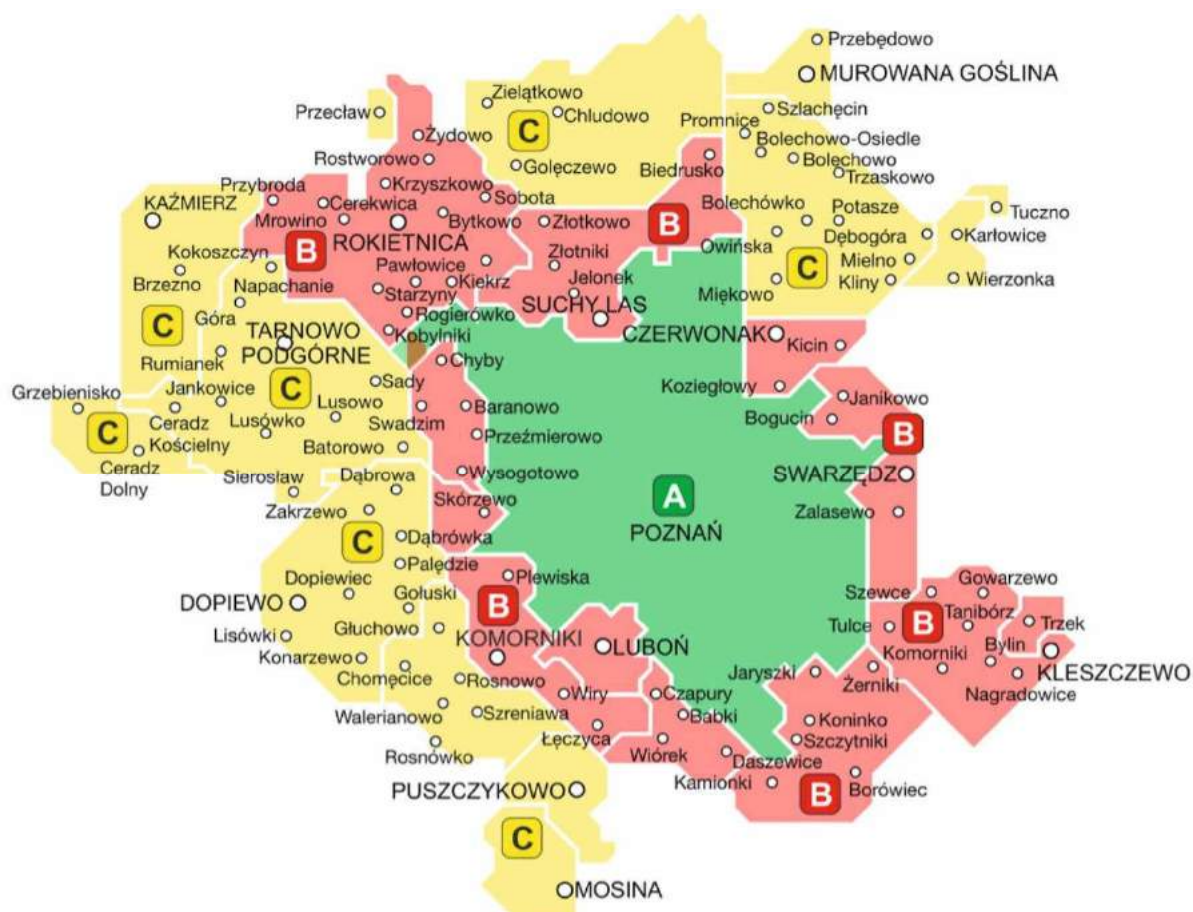 Przebędowo
MUROWANA GOŚLINA
Zielątkowo
Chludowo
Szlachęcin
Przecław
C
Promnice
Żydowo
Bolechowo-Osiedle
Rostworowo
Golęczewo
Biedrusko
Bolechowo
Trzaskowo
Przybroda
Krzyszkowo
Sobota
KAŹMIERZ
Cerekwica
Bolechówko
Potasze
Tuczno
Mrowino
Bytkowo
Złotkowo
B
Dębogóra
Karłowice
B
ROKIETNICA
Owińska
Kokoszczyn
Złotniki
C
Mielno
Pawłowice
Brzezno
Napachanie
Kiekrz
Jelonek
Miękowo
Kliny
Wierzonka
Starzyny
SUCHY LAS
Góra
Rogierówko
C
TARNOWO
PODGÓRNE
Kobylniki
CZERWONAK
Kicin
Rumianek
Chyby
Grzebienisko
Jankowice
C
Sady
Koziegłowy
Janikowo
Lusowo
Baranowo
Bogucin
C
Ceradz
Kościelny
Lusówko
Swadzim
Przeźmierowo
B
Batorowo
Ceradz
Dolny
Sierosław
Dąbrowa
Wysogotowo
SWARZĘDZ
A
POZNAŃ
Zakrzewo
Skórzewo
Zalasewo
C
Dąbrówka
Palędzie
Dopiewiec
Plewiska
Gowarzewo
DOPIEWO
Gołuski
B
Szewce
Tanibórz
Lisówki
Głuchowo
KOMORNIKI
LUBOŃ
Tulce
B
Trzek
Bylin
Konarzewo
Komorniki
KLESZCZEWO
Chomęcice
Rosnowo
Jaryszki
Żerniki
Nagradowice
Wiry
Czapury
Walerianowo
Szreniawa
Babki
Koninko
Rosnówko
Łęczyca
Wiórek
Szczytniki
Daszewice
PUSZCZYKOWO
Kamionki
B
Borówiec
C
MOSINA